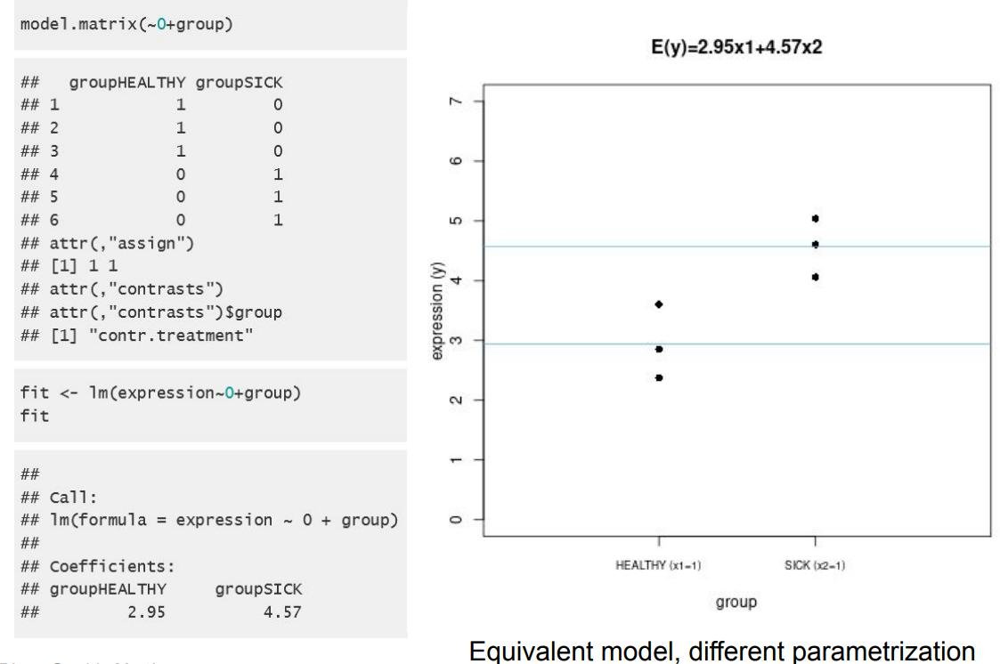 model.matrix(~0+group)
##   groupHEALTHY groupSICK
## 1            1         0
## 2            1         0
## 3            1         0
## 4            0         1
## 5            0         1
## 6            0         1
## attr(,"assign")
## [1] 1 1
## attr(,"contrasts")
## attr(,"contrasts")$group
## [1] "contr.treatment"
fit <- lm(expression~0+group)
fit
##
## Call:
## lm(formula = expression ~ 0 + group)
##
## Coefficients:
## groupHEALTHY     groupSICK
##         2.95          4.57
E(y)=2.95x1+4.57x2
7
6
5
4
3
2
1
0
expression (y)
HEALTHY (x1=1) SICK (x2=1)
group
Equivalent model, different parametrization